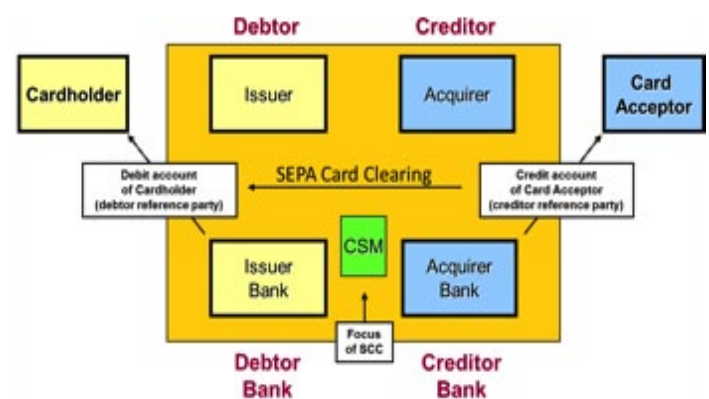 Debtor
Creditor
Cardholder
Issuer
Acquirer
Card
Acceptor
Debit account
of Cardholder
(debtor reference party)
SEPA Card Clearing
Credit account
of Card Acceptor
(creditor reference party)
CSM
Issuer
Bank
Acquirer
Bank
Focus
of SCC
Debtor
Bank
Creditor
Bank